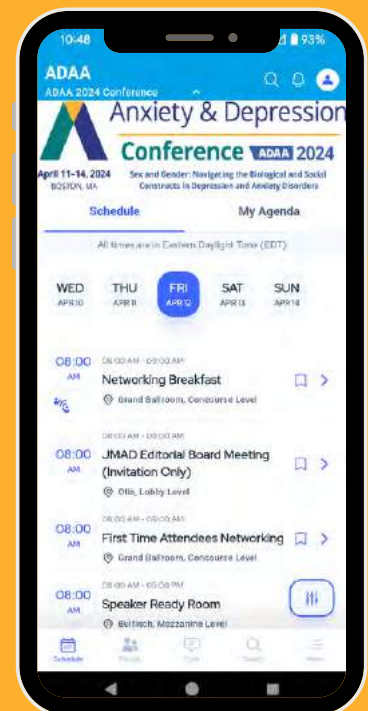 10:48
93%
ADAA
ADAA 2024 Conference
Anxiety & Depression
Conference ADAA 2024
April 11-14, 2024
BOSTON, MA
Sex and Gender: Navigating the Biological and Social
Constructs in Depression and Anxiety Disorders
Schedule My Agenda
All times are in Eastern Daylight Time (EDT)
WED THU FRI SAT SUN
APR 10 APR 11 APR 12 APR 13 APR 14
08:00 AM
08:00 AM - 09:00 AM
Networking Breakfast
Grand Ballroom, Concourse Level
08:00 AM
08:00 AM - 09:00 AM
JMAD Editorial Board Meeting
(Invitation Only)
Otis, Lobby Level
08:00 AM
08:00 AM - 09:00 AM
First Time Attendees Networking
Grand Ballroom, Concourse Level
08:00 AM
08:00 AM - 05:00 PM
Speaker Ready Room
Bulfinch, Mezzanine Level
Schedule